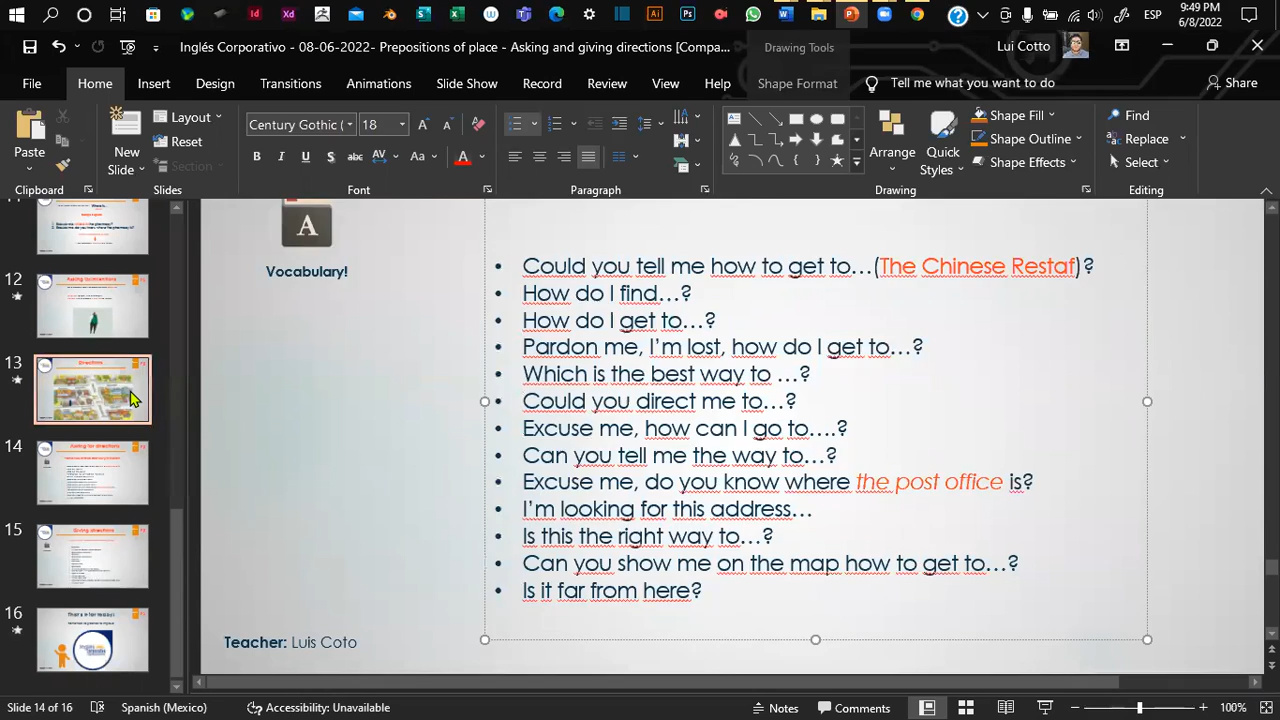 9:49 PM
ESP
6/8/2022
Inglés Corporativo - 08-06-2022- Prepositions of place - Asking and giving directions [Compa...
Drawing Tools
Lui Cotto
File
Home
Insert
Design
Transitions
Animations
Slide Show
Record
Review
View
Help
Shape Format
Tell me what you want to do
Share
Paste
New Slide
Layout
Reset
Section
Century Gothic (
18
Arrange
Quick Styles
Shape Fill
Shape Outline
Shape Effects
Find
Replace
Select
Clipboard
Slides
Font
Paragraph
Drawing
Editing
12
13
Directions
14
15
Giving directions
16
Vocabulary!
• Could you tell me how to get to…(The Chinese Restaf)?
• How do I find…?
• How do I get to…?
• Pardon me, I’m lost, how do I get to…?
• Which is the best way to …?
• Could you direct me to…?
• Excuse me, how can I go to….?
• Can you tell me the way to…?
• Excuse me, do you know where the post office is?
• I’m looking for this address…
• Is this the right way to…?
• Can you show me on the map how to get to…?
• Is it far from here?
Teacher: Luis Coto
Slide 14 of 16
Spanish (Mexico)
Accessibility: Unavailable
Notes
Comments
100%